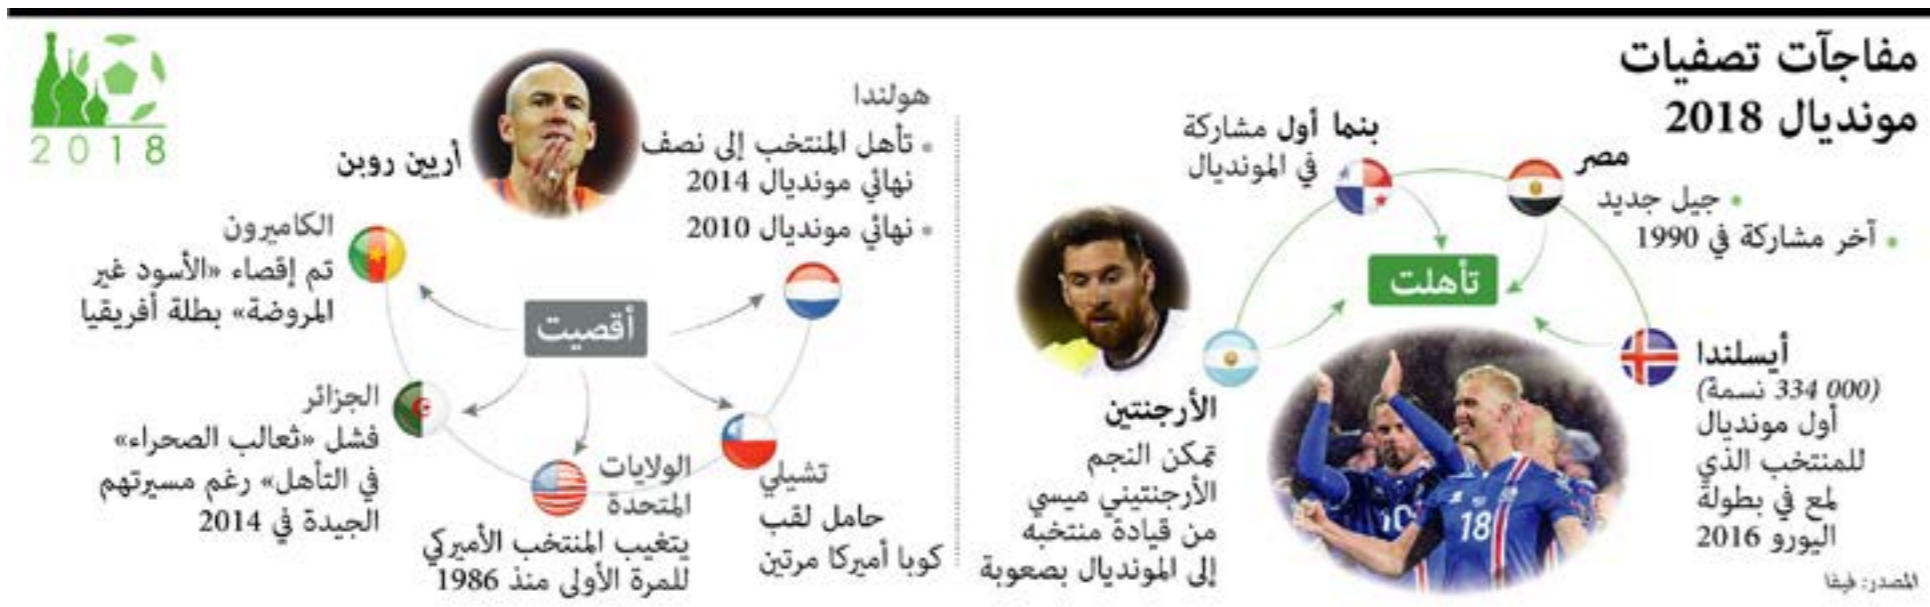 مفاجآت تصفيات
مونديال 2018
مصر
• جيل جديد
• آخر مشاركة في 1990
بنما أول مشاركة
في المونديال
تأهلت
أيسلندا
(334 000 نسمة)
أول مونديال
للمنتخب الذي
لمع في بطولة
اليورو 2016
الأرجنتين
تمكن النجم
الأرجنتيني ميسي
من قيادة منتخبه
إلى المونديال بصعوبة
18
10
المصدر: فيفا
هولندا
• تأهل المنتخب إلى نصف
نهائي مونديال 2014
• نهائي مونديال 2010
أريين روبن
أقصيت
تشيلي
حامل لقب
كوبا أميركا مرتين
الولايات
المتحدة
يتغيب المنتخب الأميركي
للمرة الأولى منذ 1986
الجزائر
فشل «ثعالب الصحراء»
في التأهل» رغم مسيرتهم
الجيدة في 2014
الكاميرون
تم إقصاء «الأسود غير
المروضة» بطلة أفريقيا
2018